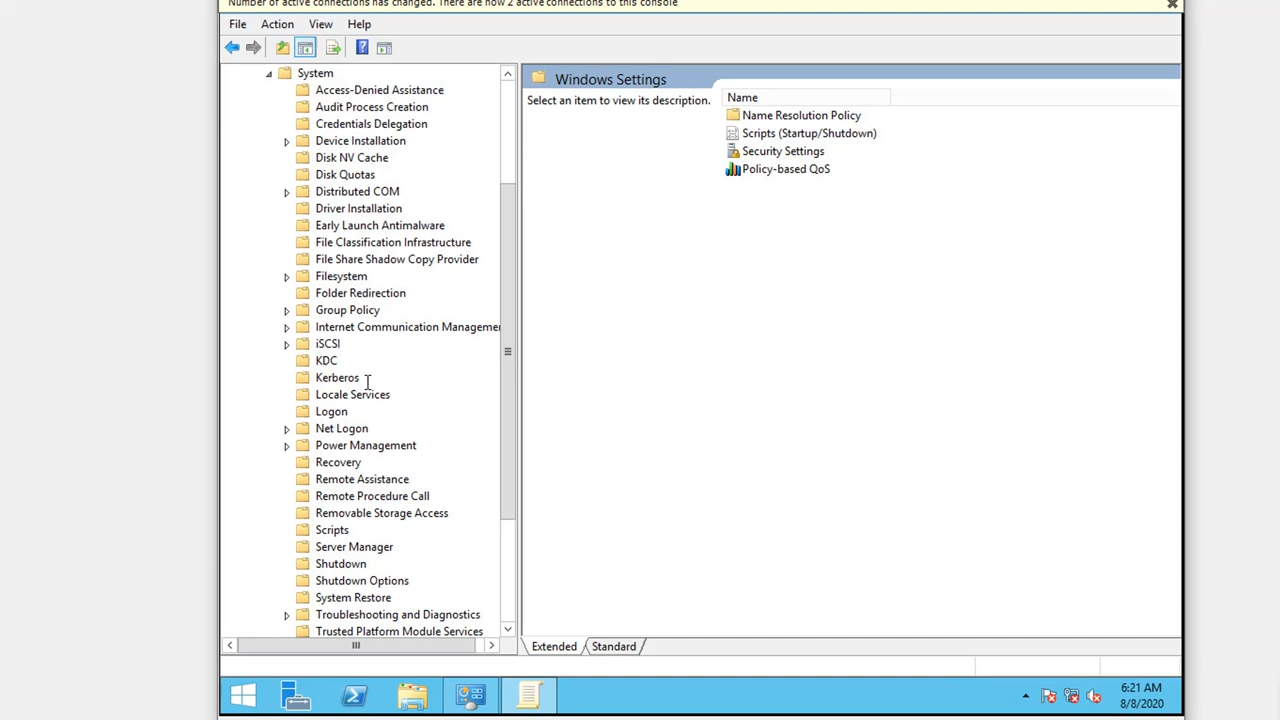 Number of active connections has changed. There are now 2 active connections to this console
File Action View Help
System
Access-Denied Assistance
Audit Process Creation
Credentials Delegation
Device Installation
Disk NV Cache
Disk Quotas
Distributed COM
Driver Installation
Early Launch Antimalware
File Classification Infrastructure
File Share Shadow Copy Provider
Filesystem
Folder Redirection
Group Policy
Internet Communication Manageme
iSCSI
KDC
Kerberos
Locale Services
Logon
Net Logon
Power Management
Recovery
Remote Assistance
Remote Procedure Call
Removable Storage Access
Scripts
Server Manager
Shutdown
Shutdown Options
System Restore
Troubleshooting and Diagnostics
Trusted Platform Module Services
Windows Settings
Select an item to view its description.
Name
Name Resolution Policy
Scripts (Startup/Shutdown)
Security Settings
Policy-based QoS
Extended Standard
6:21 AM
8/8/2020